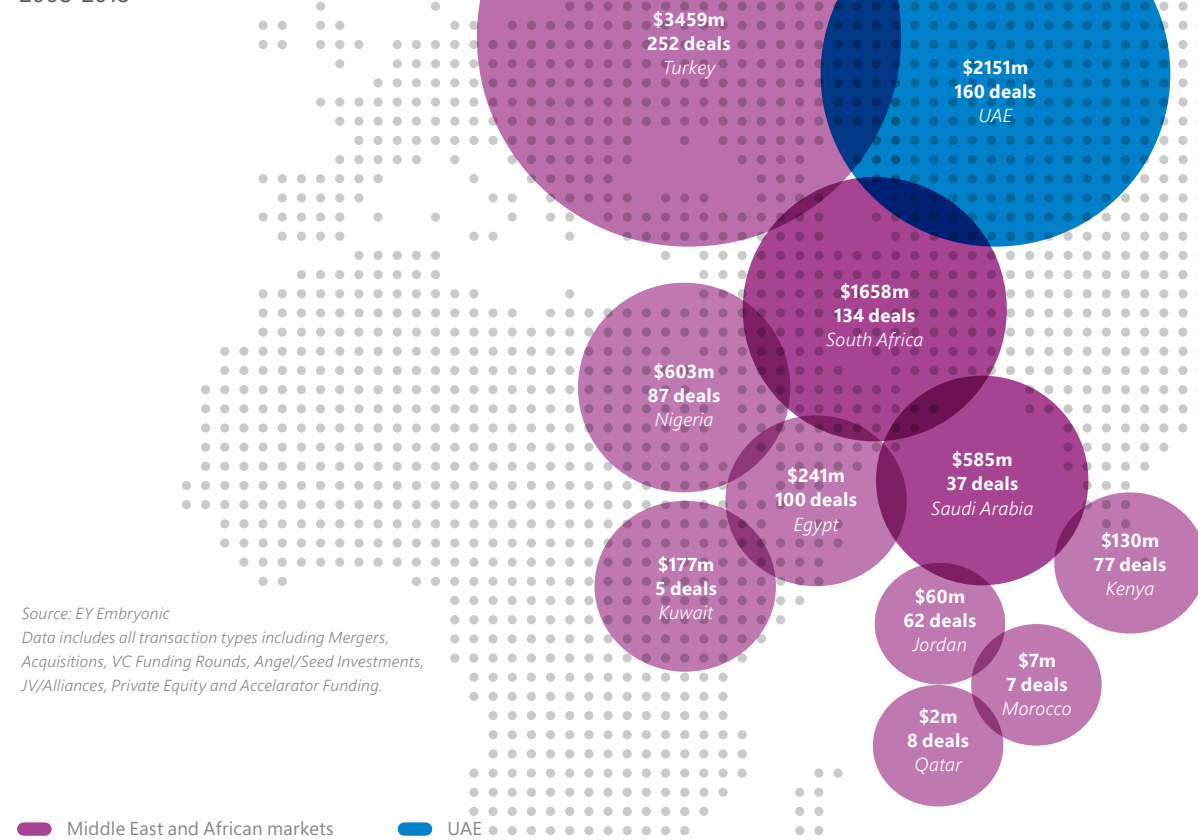 $3459m
252 deals
Turkey
$2151m
160 deals
UAE
$1658m
134 deals
South Africa
$603m
87 deals
Nigeria
$241m
100 deals
Egypt
$585m
37 deals
Saudi Arabia
$177m
5 deals
Kuwait
$130m
77 deals
Kenya
$60m
62 deals
Jordan
$7m
7 deals
Morocco
$2m
8 deals
Qatar
Source: EY Embryonic
Data includes all transaction types including Mergers,
Acquisitions, VC Funding Rounds, Angel/Seed Investments,
JV/Alliances, Private Equity and Accelarator Funding.
Middle East and African markets
UAE